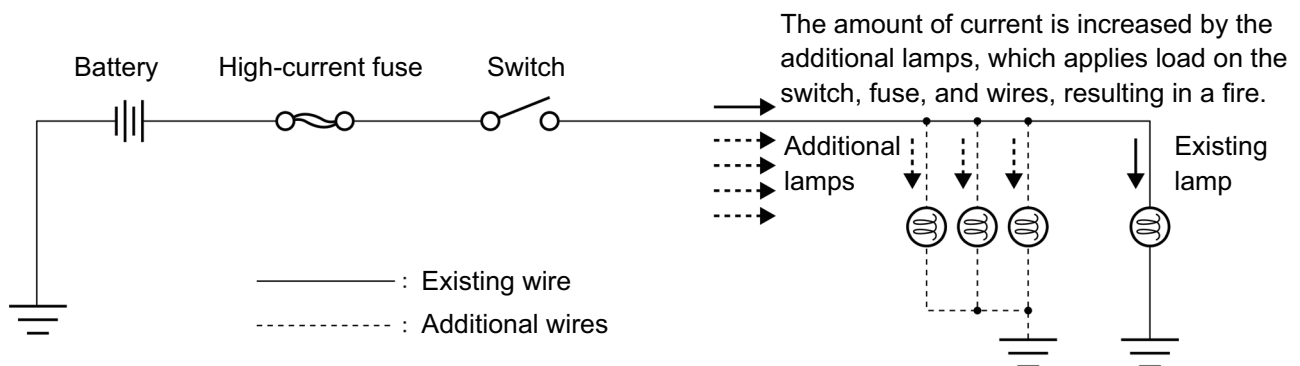 The amount of current is increased by the
additional lamps, which applies load on the
switch, fuse, and wires, resulting in a fire.
Battery
High-current fuse
Switch
Additional
lamps
Existing
lamp
: Existing wire
: Additional wires